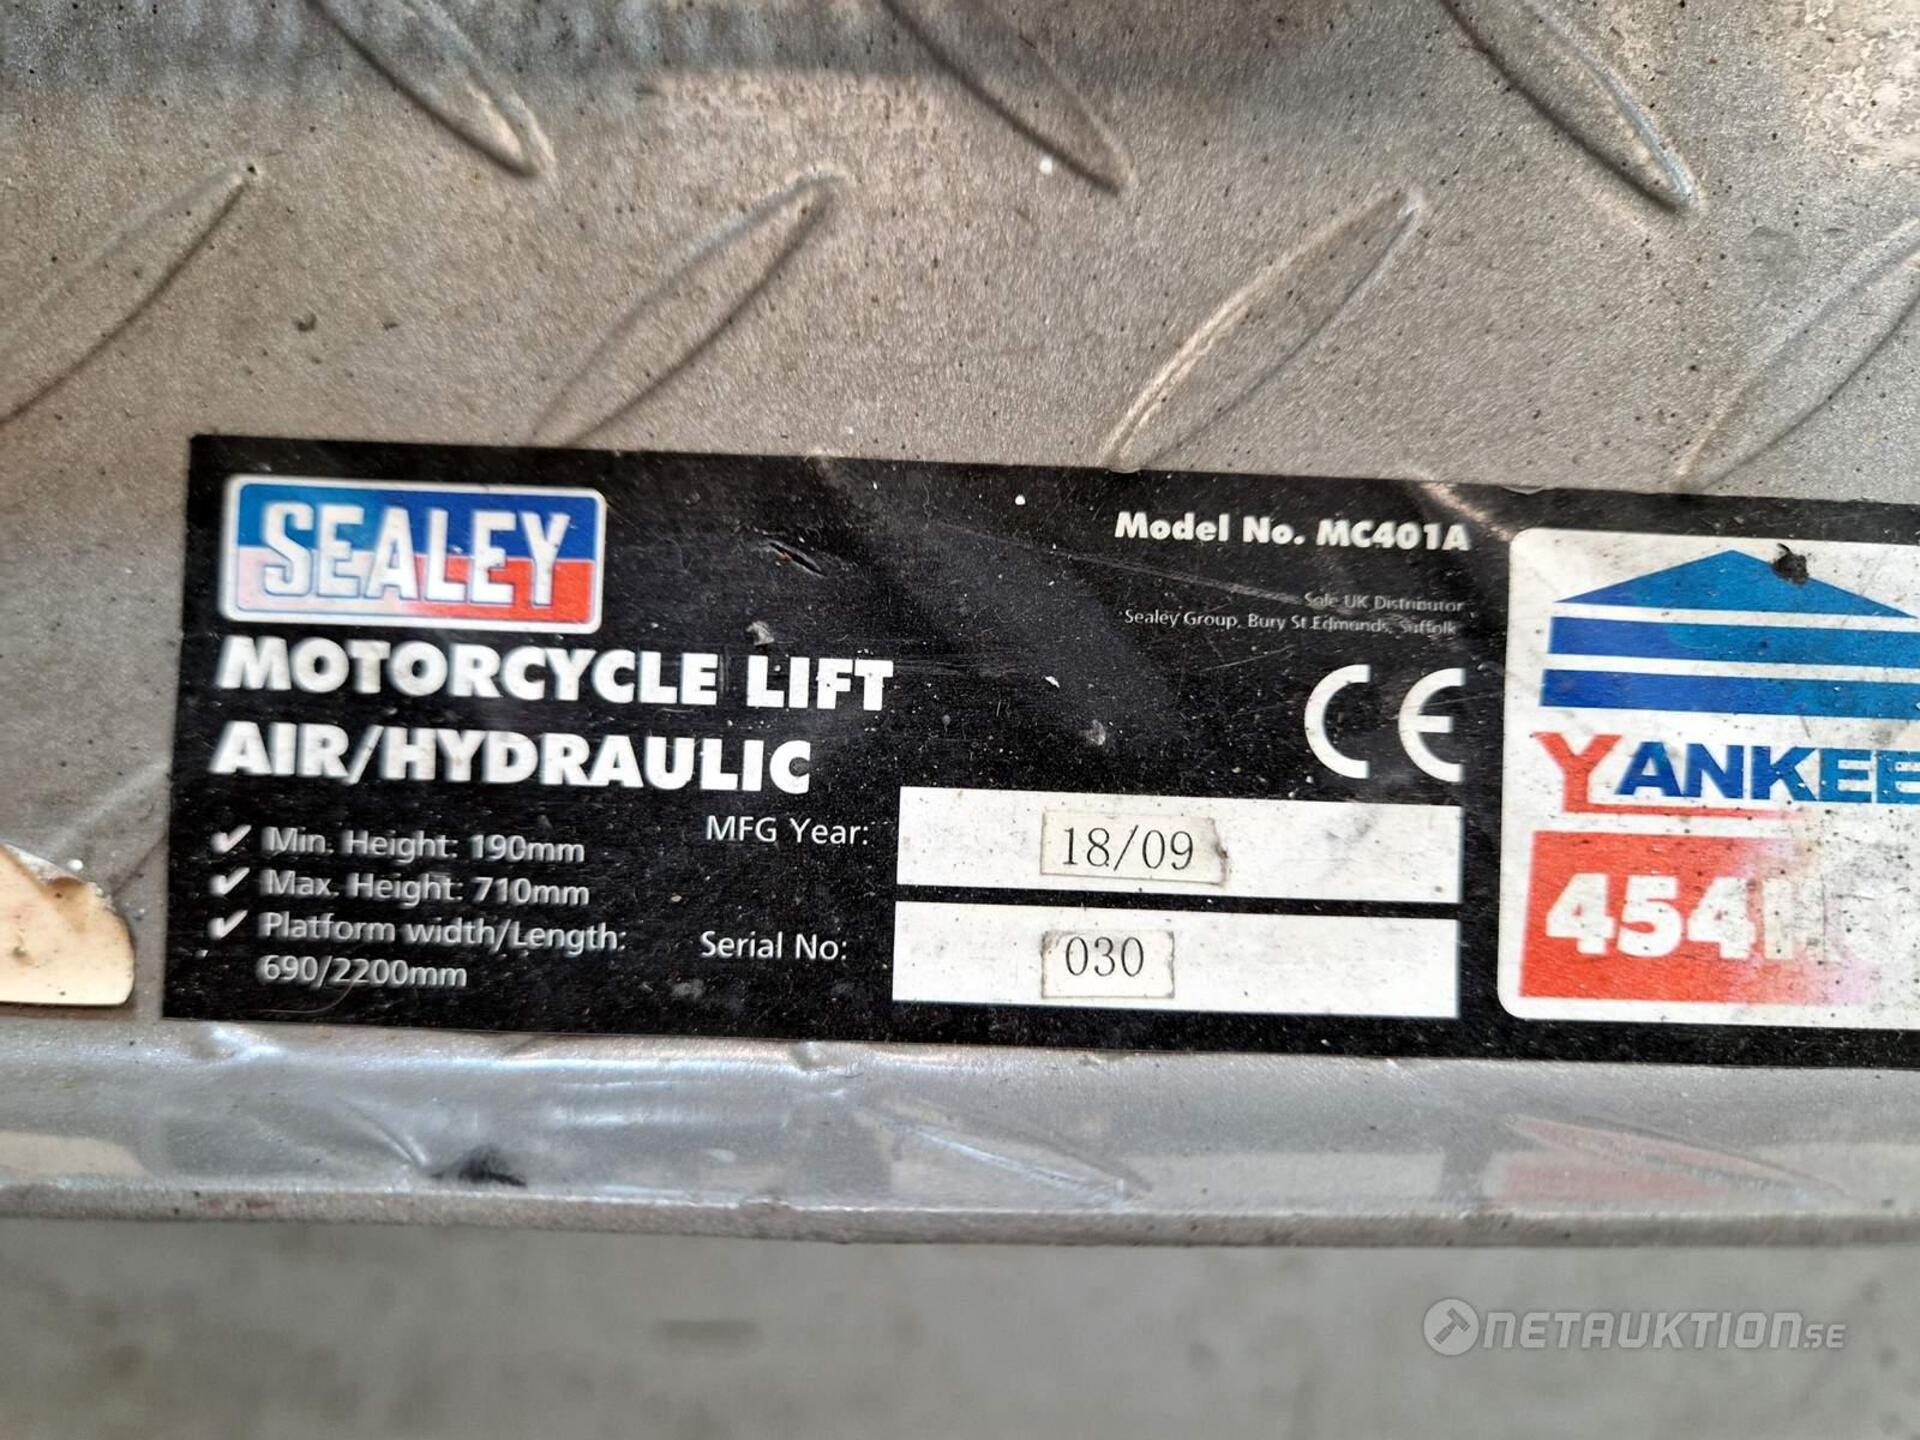 SEALEY
MOTORCYCLE LIFT
AIR/HYDRAULIC
✓ Min. Height: 190mm
✓ Max. Height: 710mm
✓ Platform width/Length:
690/2200mm
Model No. MC401A
Sole UK Distributor
Sealey Group, Bury St.Edmunds, Suffolk
CE
MFG Year: 18/09
Serial No: 030
YANKEE
454
NETAUKTION.SE